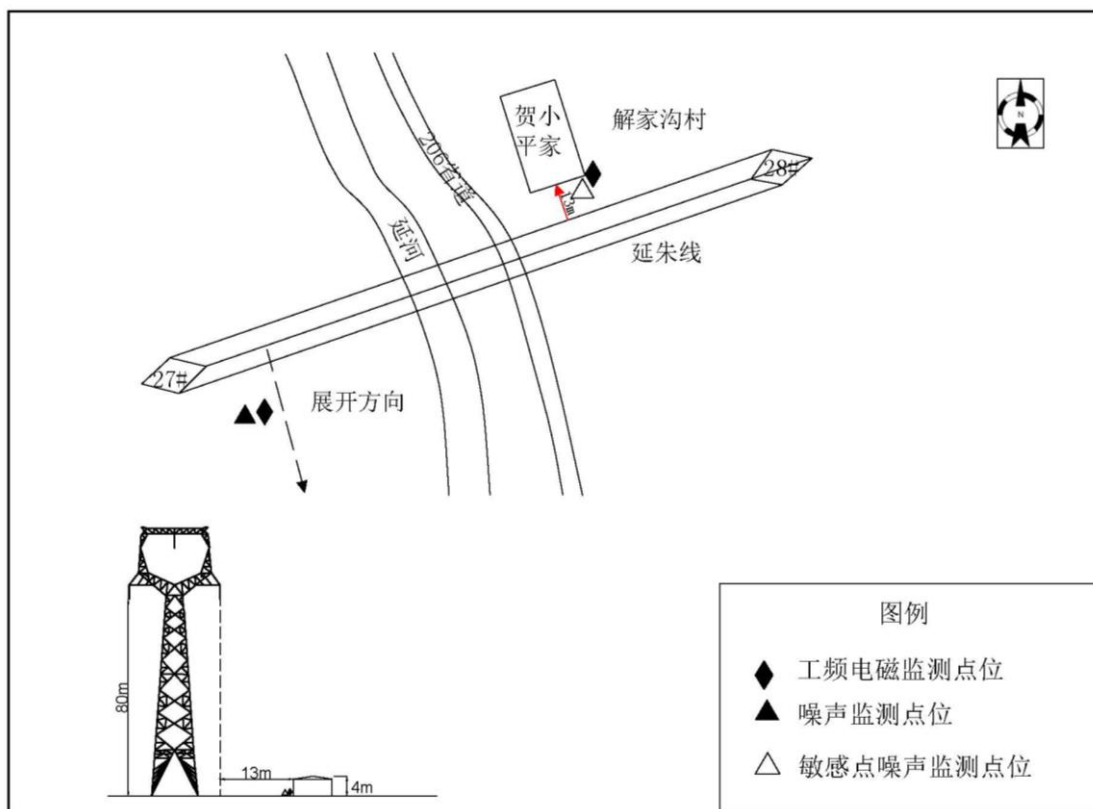 贺小
平家
解家沟村
N
206省道
28#
13m
延河
延朱线
27#
展开方向
80m
13m
4m
图例
工频电磁监测点位
噪声监测点位
敏感点噪声监测点位